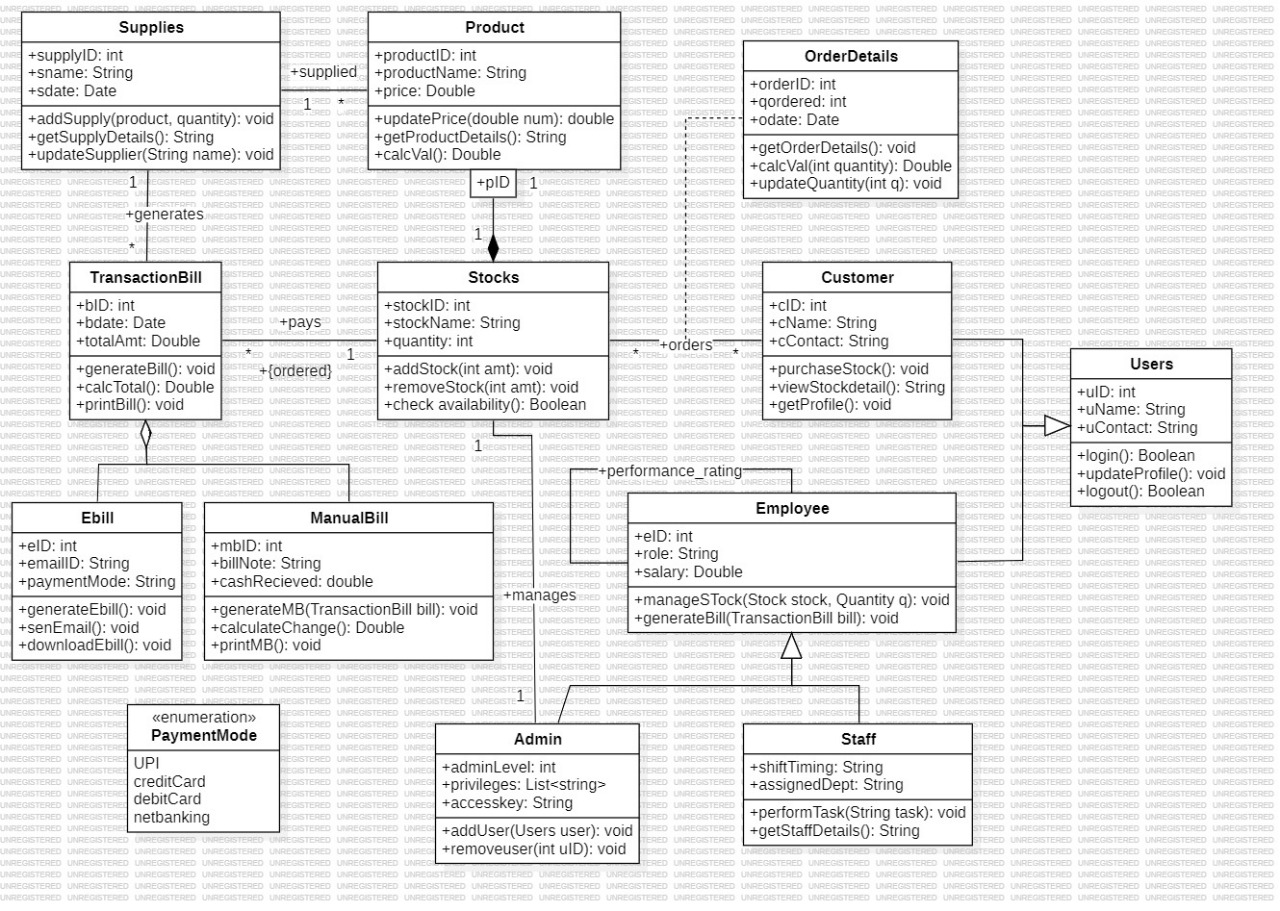 Supplies
+supplyID: int
+sname: String
+sdate: Date
+addSupply(product, quantity): void
+getSupplyDetails(): String
+updateSupplier(String name): void
+supplied
1
*
Product
+productID: int
+productName: String
+price: Double
+updatePrice(double num): double
+getProductDetails(): String
+calcVal(): Double
+pID
1
1
OrderDetails
+orderID: int
+qordered: int
+odate: Date
+getOrderDetails(): void
+calcVal(int quantity): Double
+updateQuantity(int q): void
1
+generates
*
TransactionBill
+bID: int
+bdate: Date
+totalAmt: Double
+generateBill(): void
+calcTotal(): Double
+printBill(): void
+pays
*
1
+{ordered}
Stocks
+stockID: int
+stockName: String
+quantity: int
+addStock(int amt): void
+removeStock(int amt): void
+check availability(): Boolean
+orders
*
*
Customer
+cID: int
+cName: String
+cContact: String
+purchaseStock(): void
+viewStockdetail(): String
+getProfile(): void
Users
+uID: int
+uName: String
+uContact: String
+login(): Boolean
+updateProfile(): void
+logout(): Boolean
1
+manages
1
+performance_rating
Employee
+eID: int
+role: String
+salary: Double
+manageSTock(Stock stock, Quantity q): void
+generateBill(TransactionBill bill): void
Ebill
+eID: int
+emailID: String
+paymentMode: String
+generateEbill(): void
+senEmail(): void
+downloadEbill(): void
ManualBill
+mbID: int
+billNote: String
+cashRecieved: double
+generateMB(TransactionBill bill): void
+calculateChange(): Double
+printMB(): void
«enumeration»
PaymentMode
UPI
creditCard
debitCard
netbanking
Admin
+adminLevel: int
+privileges: List<string>
+accesskey: String
+addUser(Users user): void
+removeuser(int uID): void
Staff
+shiftTiming: String
+assignedDept: String
+performTask(String task): void
+getStaffDetails(): String
UNREGISTERED